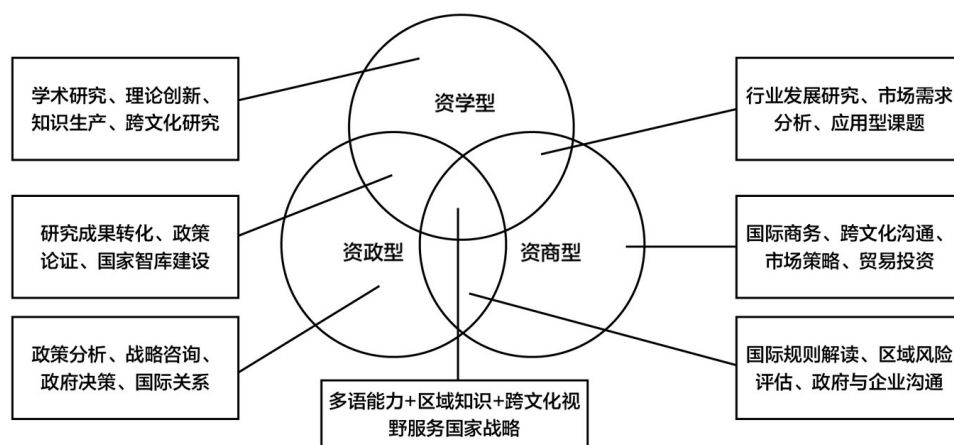 学术研究、理论创新、
知识生产、跨文化研究
资学型
行业发展研究、市场需求
分析、应用型课题
研究成果转化、政策
论证、国家智库建设
资政型
资商型
国际商务、跨文化沟通、
市场策略、贸易投资
政策分析、战略咨询、
政府决策、国际关系
国际规则解读、区域风险
评估、政府与企业沟通
多语能力+区域知识+跨文化视
野服务国家战略